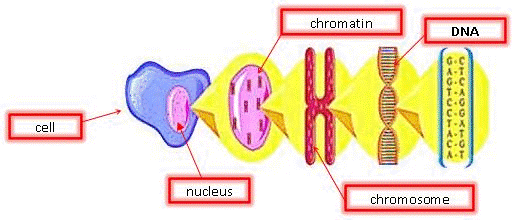 chromatin
DNA
cell
nucleus
chromosome
G-C
A-T
G-C
T-A
C-G
C-G
T-A
A-T
C-G
A-T